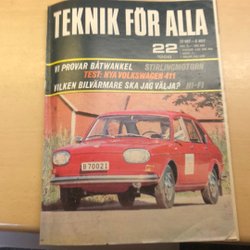 TEKNIK FÖR ALLA
22
VI PROVAR BÅTWANKEL STIRLINGMOTORN
TEST: NYA VOLKSWAGEN 411
VILKEN BILVÄRMARE SKA JAG VÄLJA? HI-FI
B70021